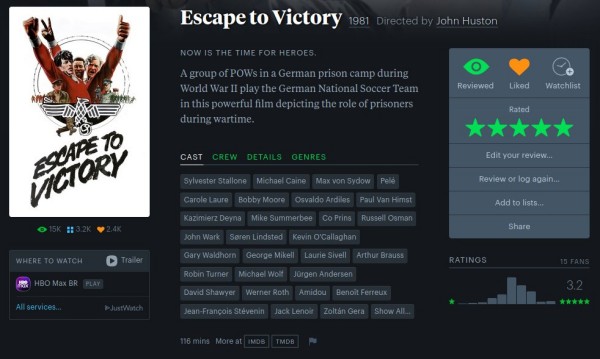 Escape to Victory 1981 Directed by John Huston
NOW IS THE TIME FOR HEROES.
A group of POWs in a German prison camp during
World War II play the German National Soccer Team
in this powerful film depicting the role of prisoners
during wartime.
CAST CREW DETAILS GENRES
Sylvester Stallone Michael Caine Max von Sydow Pelé
Carole Laure Bobby Moore Osvaldo Ardiles Paul Van Himst
Kazimierz Deyna Mike Summerbee Co Prins Russell Osman
John Wark Søren Lindsted Kevin O'Callaghan
Gary Waldhorn George Mikell Laurie Sivell Arthur Brauss
Robin Turner Michael Wolf Jürgen Andersen
David Shawyer Werner Roth Amidou Benoît Ferreux
Jean-François Stévenin Jack Lenoir Zoltán Gera Show All...
116 mins More at IMDB TMDB
ESCAPE TO
VICTORY
15K 3.2K 2.4K
WHERE TO WATCH Trailer
HBO Max BR PLAY
All services... JustWatch
Reviewed Liked Watchlist
Rated
Edit your review...
Review or log again...
Add to lists...
Share
RATINGS 15 FANS
3.2